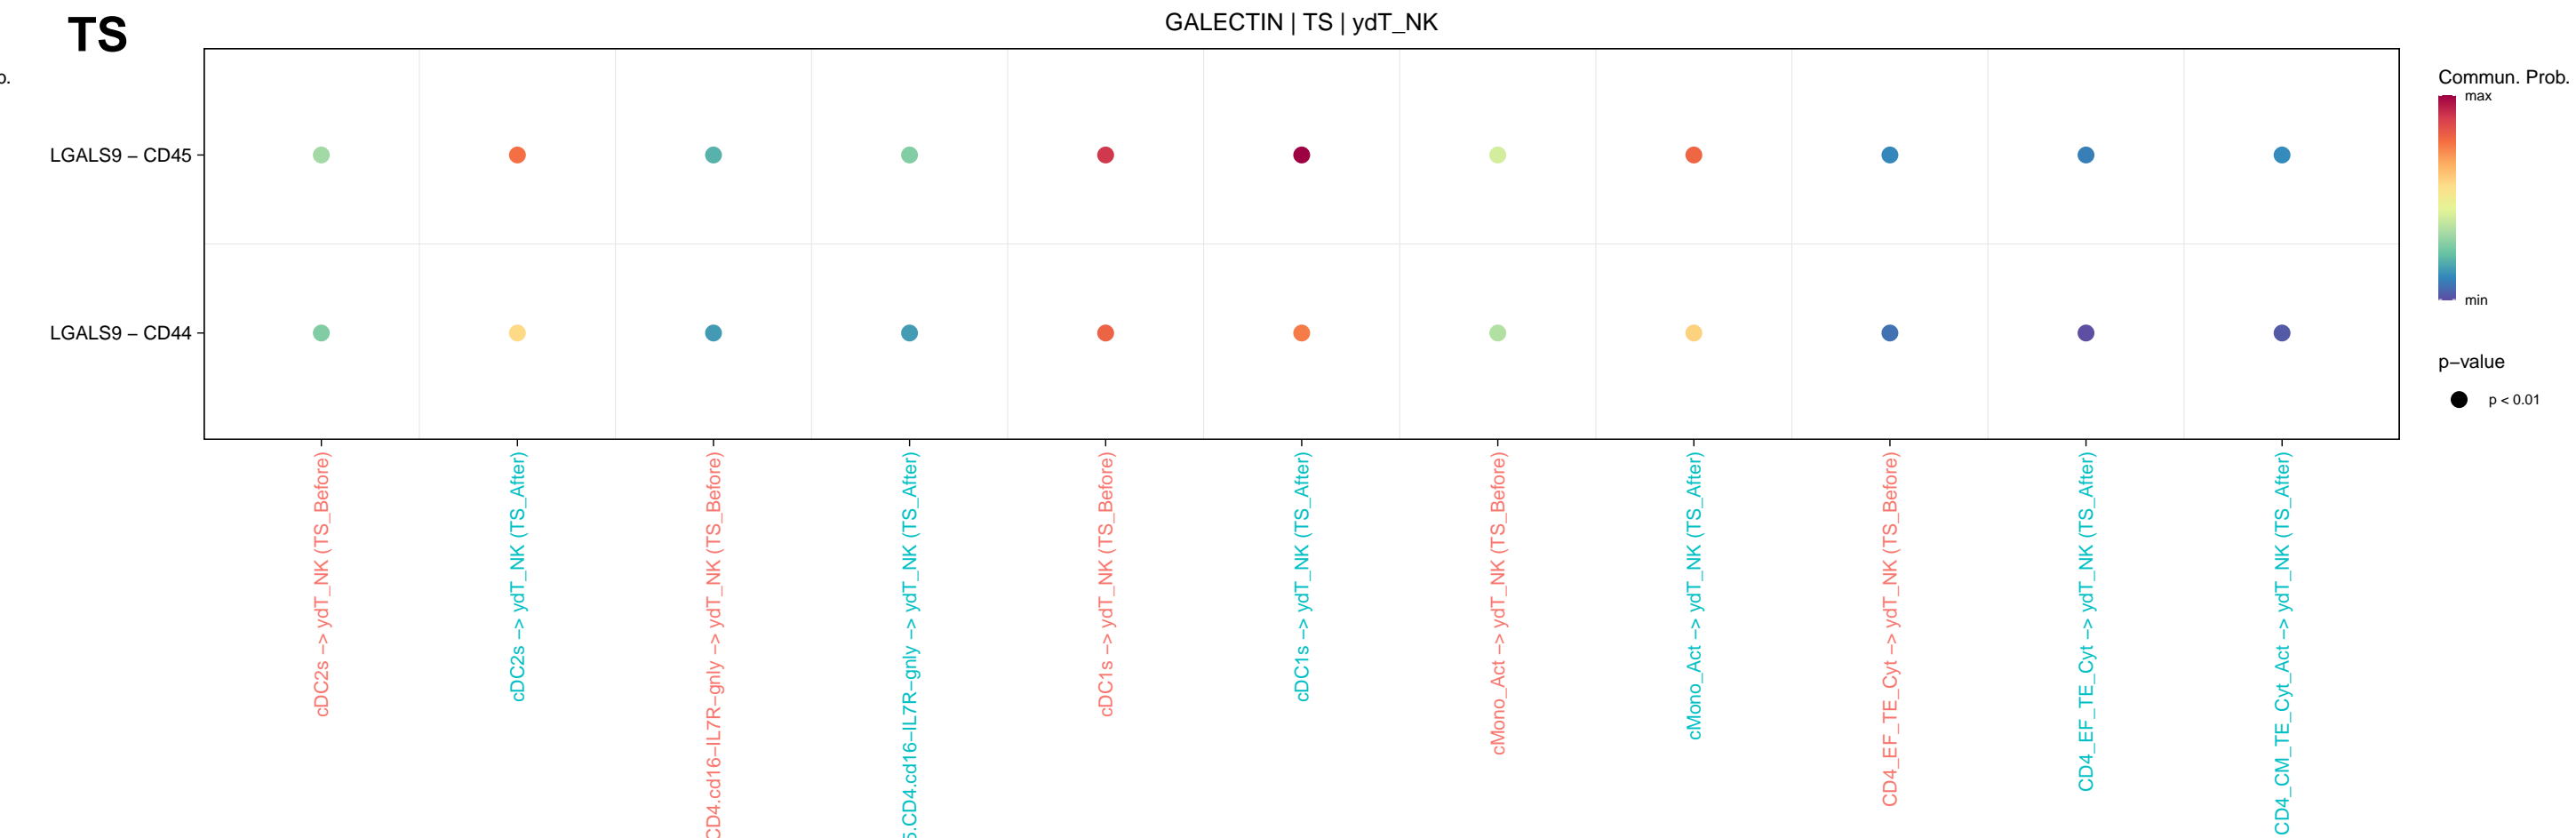 TS
GALECTIN | TS | ydT_NK
LGALS9 – CD45
LGALS9 – CD44
cDC2s –> ydT_NK (TS_Before)
cDC2s –> ydT_NK (TS_After)
CD4.cd16–IL7R–gnly –> ydT_NK (TS_Before)
.CD4.cd16–IL7R–gnly –> ydT_NK (TS_After)
cDC1s –> ydT_NK (TS_Before)
cDC1s –> ydT_NK (TS_After)
cMono_Act –> ydT_NK (TS_Before)
cMono_Act –> ydT_NK (TS_After)
CD4_EF_TE_Cyt –> ydT_NK (TS_Before)
CD4_EF_TE_Cyt –> ydT_NK (TS_After)
CD4_CM_TE_Cyt_Act –> ydT_NK (TS_After)
Commun. Prob.
max
min
p–value
p < 0.01